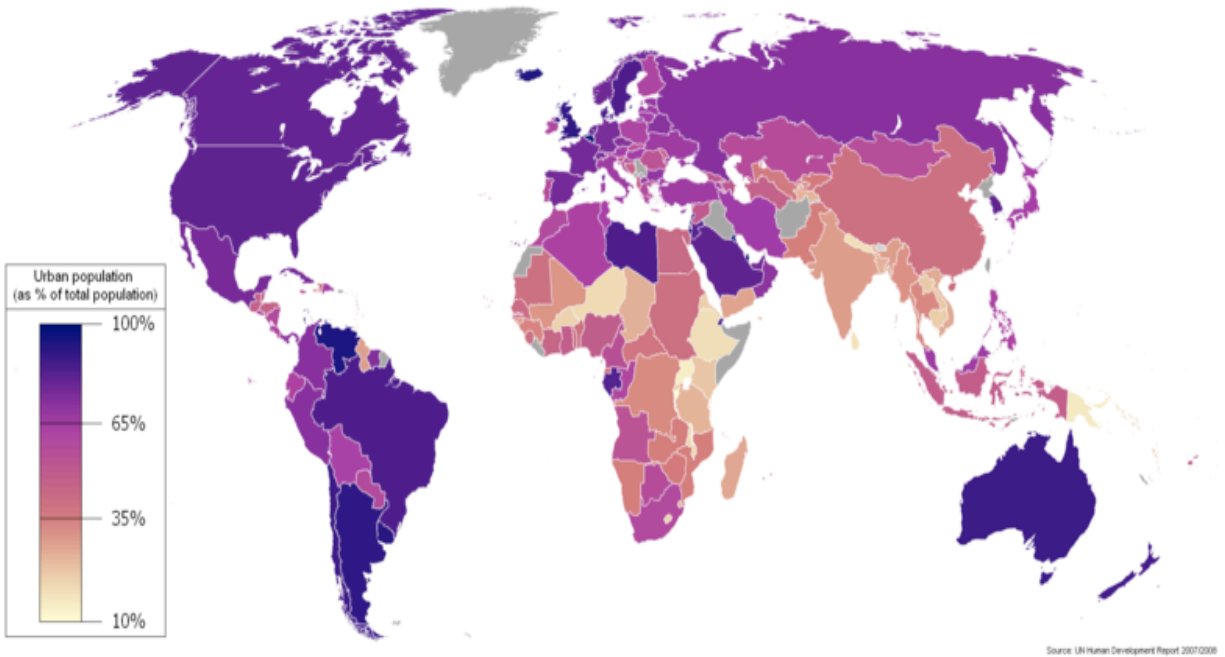 Urban population
(as % of total population)
100%
65%
35%
10%
Source: UN Human Development Report 2007/2008